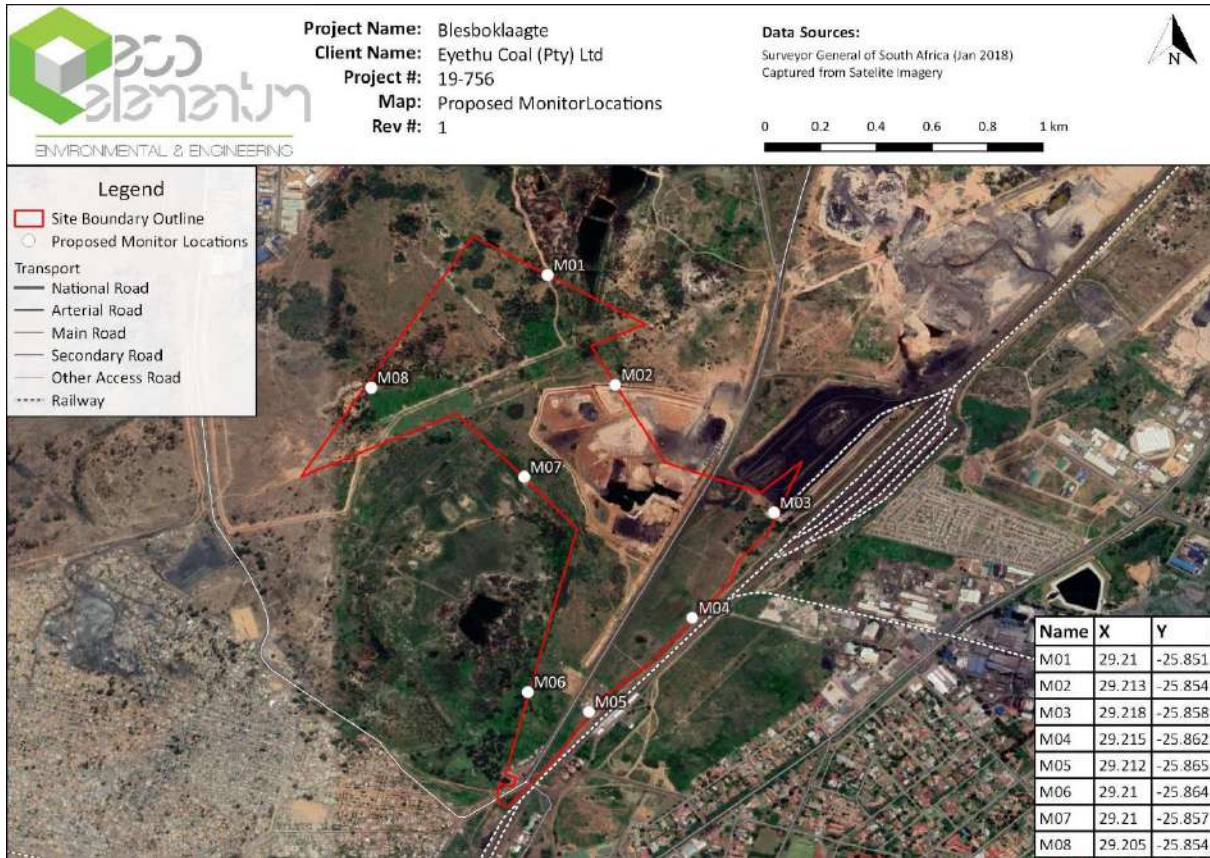 eco
elementum
ENVIRONMENTAL & ENGINEERING
Project Name: Blesboklaagte
Client Name: Eyethu Coal (Pty) Ltd
Project #: 19-756
Map: Proposed MonitorLocations
Rev #: 1
Data Sources:
Surveyor General of South Africa (Jan 2018)
Captured from Satelite Imagery
N
0 0.2 0.4 0.6 0.8 1 km
Legend
Site Boundary Outline
Proposed Monitor Locations
Transport
National Road
Arterial Road
Main Road
Secondary Road
Other Access Road
Railway
M01
M02
M08
M07
M03
M04
M06
M05
Name X Y
M01 29.21 -25.851
M02 29.213 -25.854
M03 29.218 -25.858
M04 29.215 -25.862
M05 29.212 -25.865
M06 29.21 -25.864
M07 29.21 -25.857
M08 29.205 -25.854